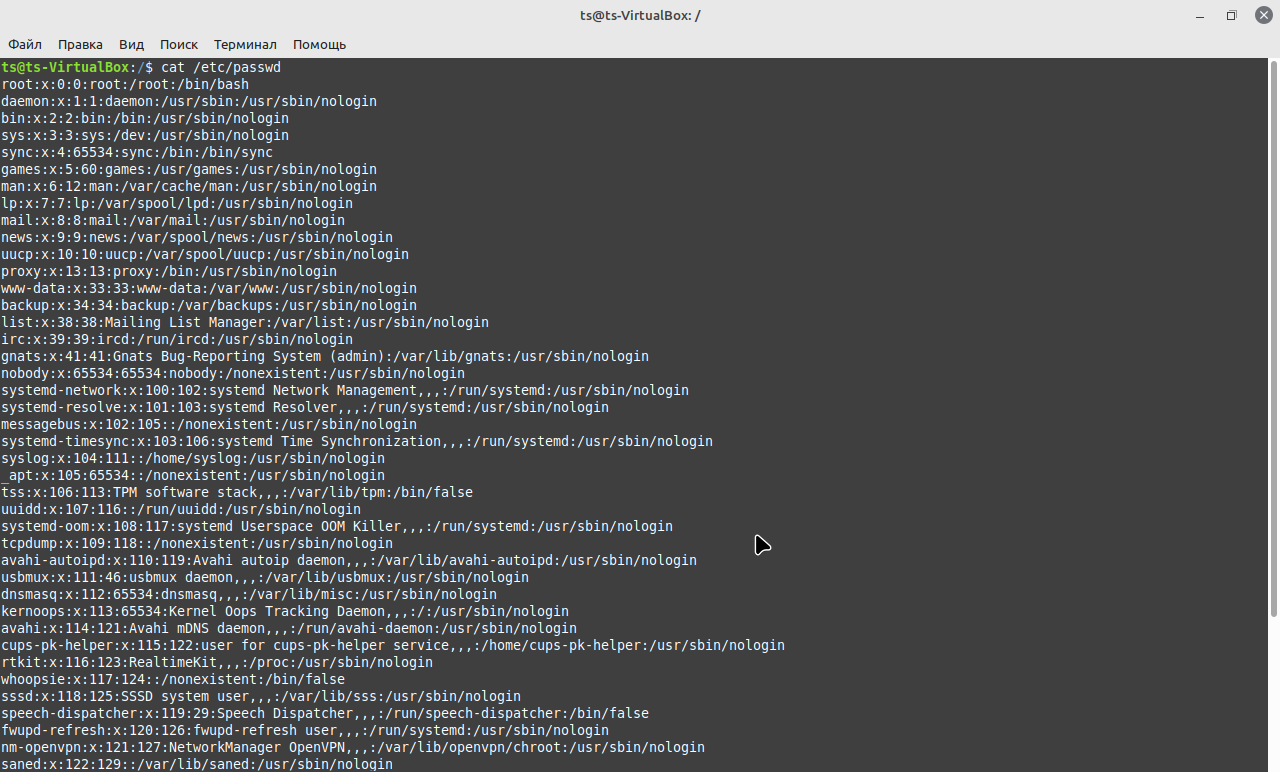 ts@ts-VirtualBox: /
Файл Правка Вид Поиск Терминал Помощь
ts@ts-VirtualBox:/$ cat /etc/passwd
root:x:0:0:root:/root:/bin/bash
daemon:x:1:1:daemon:/usr/sbin:/usr/sbin/nologin
bin:x:2:2:bin:/bin:/usr/sbin/nologin
sys:x:3:3:sys:/dev:/usr/sbin/nologin
sync:x:4:65534:sync:/bin:/bin/sync
games:x:5:60:games:/usr/games:/usr/sbin/nologin
man:x:6:12:man:/var/cache/man:/usr/sbin/nologin
lp:x:7:7:lp:/var/spool/lpd:/usr/sbin/nologin
mail:x:8:8:mail:/var/mail:/usr/sbin/nologin
news:x:9:9:news:/var/spool/news:/usr/sbin/nologin
uucp:x:10:10:uucp:/var/spool/uucp:/usr/sbin/nologin
proxy:x:13:13:proxy:/bin:/usr/sbin/nologin
www-data:x:33:33:www-data:/var/www:/usr/sbin/nologin
backup:x:34:34:backup:/var/backups:/usr/sbin/nologin
list:x:38:38:Mailing List Manager:/var/list:/usr/sbin/nologin
irc:x:39:39:ircd:/run/ircd:/usr/sbin/nologin
gnats:x:41:41:Gnats Bug-Reporting System (admin):/var/lib/gnats:/usr/sbin/nologin
nobody:x:65534:65534:nobody:/nonexistent:/usr/sbin/nologin
systemd-network:x:100:102:systemd Network Management,,,:/run/systemd:/usr/sbin/nologin
systemd-resolve:x:101:103:systemd Resolver,,,:/run/systemd:/usr/sbin/nologin
messagebus:x:102:105::/nonexistent:/usr/sbin/nologin
systemd-timesync:x:103:106:systemd Time Synchronization,,,:/run/systemd:/usr/sbin/nologin
syslog:x:104:111::/home/syslog:/usr/sbin/nologin
_apt:x:105:65534::/nonexistent:/usr/sbin/nologin
tss:x:106:113:TPM software stack,,,:/var/lib/tpm:/bin/false
uuidd:x:107:116::/run/uuidd:/usr/sbin/nologin
systemd-oom:x:108:117:systemd Userspace OOM Killer,,,:/run/systemd:/usr/sbin/nologin
tcpdump:x:109:118::/nonexistent:/usr/sbin/nologin
avahi-autoipd:x:110:119:Avahi autoip daemon,,,:/var/lib/avahi-autoipd:/usr/sbin/nologin
usbmux:x:111:46:usbmux daemon,,,:/var/lib/usbmux:/usr/sbin/nologin
dnsmasq:x:112:65534:dnsmasq,,,:/var/lib/misc:/usr/sbin/nologin
kernoops:x:113:65534:Kernel Oops Tracking Daemon,,,:/:/usr/sbin/nologin
avahi:x:114:121:Avahi mDNS daemon,,,:/run/avahi-daemon:/usr/sbin/nologin
cups-pk-helper:x:115:122:user for cups-pk-helper service,,,:/home/cups-pk-helper:/usr/sbin/nologin
rtkit:x:116:123:RealtimeKit,,,:/proc:/usr/sbin/nologin
whoopsie:x:117:124::/nonexistent:/bin/false
sssd:x:118:125:SSSD system user,,,:/var/lib/sss:/usr/sbin/nologin
speech-dispatcher:x:119:29:Speech Dispatcher,,,:/run/speech-dispatcher:/bin/false
fwupd-refresh:x:120:126:fwupd-refresh user,,,:/run/systemd:/usr/sbin/nologin
nm-openvpn:x:121:127:NetworkManager OpenVPN,,,:/var/lib/openvpn/chroot:/usr/sbin/nologin
saned:x:122:129::/var/lib/saned:/usr/sbin/nologin